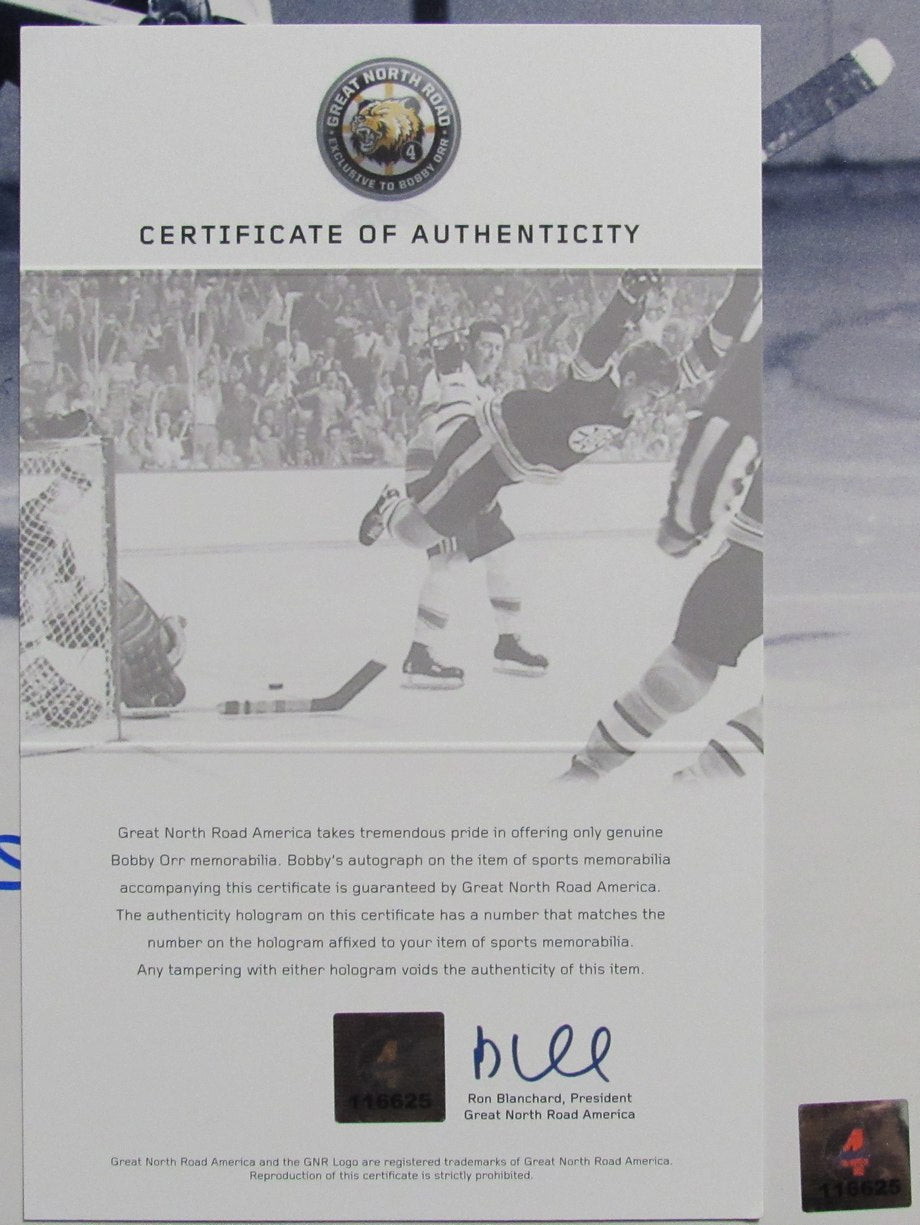 GREAT NORTH ROAD
4
EXCLUSIVE TO BOBBY ORR
CERTIFICATE OF AUTHENTICITY
Great North Road America takes tremendous pride in offering only genuine
Bobby Orr memorabilia. Bobby's autograph on the item of sports memorabilia
accompanying this certificate is guaranteed by Great North Road America.
The authenticity hologram on this certificate has a number that matches the
number on the hologram affixed to your item of sports memorabilia.
Any tampering with either hologram voids the authenticity of this item.
4
116625
Ron Blanchard, President
Great North Road America
4
116625
Great North Road America and the GNR Logo are registered trademarks of Great North Road America.
Reproduction of this certificate is strictly prohibited.